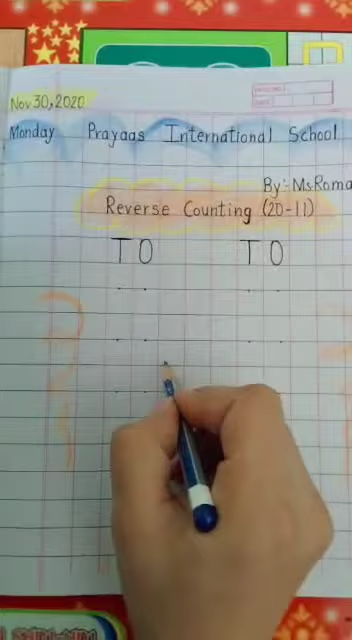 Nov 30, 2020
Monday Prayaas International School
By:- Ms Roma
Reverse Counting (20-11)
T O T O